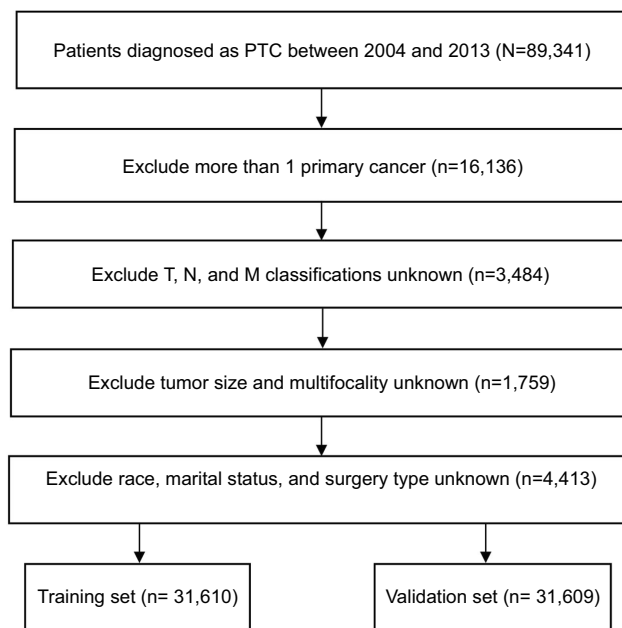 Patients diagnosed as PTC between 2004 and 2013 (N=89,341)
Exclude more than 1 primary cancer (n=16,136)
Exclude T, N, and M classifications unknown (n=3,484)
Exclude tumor size and multifocality unknown (n=1,759)
Exclude race, marital status, and surgery type unknown (n=4,413)
Training set (n= 31,610)
Validation set (n= 31,609)